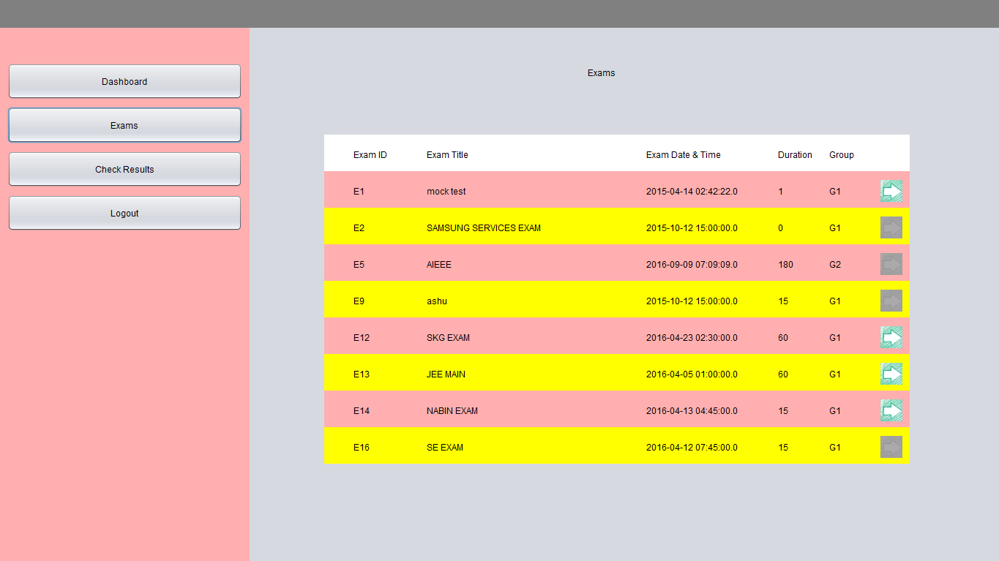 Exams
Dashboard
Exams
Check Results
Logout
Exam ID Exam Title Exam Date & Time Duration Group
E1 mock test 2015-04-14 02:42:22.0 1 G1
E2 SAMSUNG SERVICES EXAM 2015-10-12 15:00:00.0 0 G1
E5 AIEEE 2016-09-09 07:09:09.0 180 G2
E9 ashu 2015-10-12 15:00:00.0 15 G1
E12 SKG EXAM 2016-04-23 02:30:00.0 60 G1
E13 JEE MAIN 2016-04-05 01:00:00.0 60 G1
E14 NABIN EXAM 2016-04-13 04:45:00.0 15 G1
E16 SE EXAM 2016-04-12 07:45:00.0 15 G1